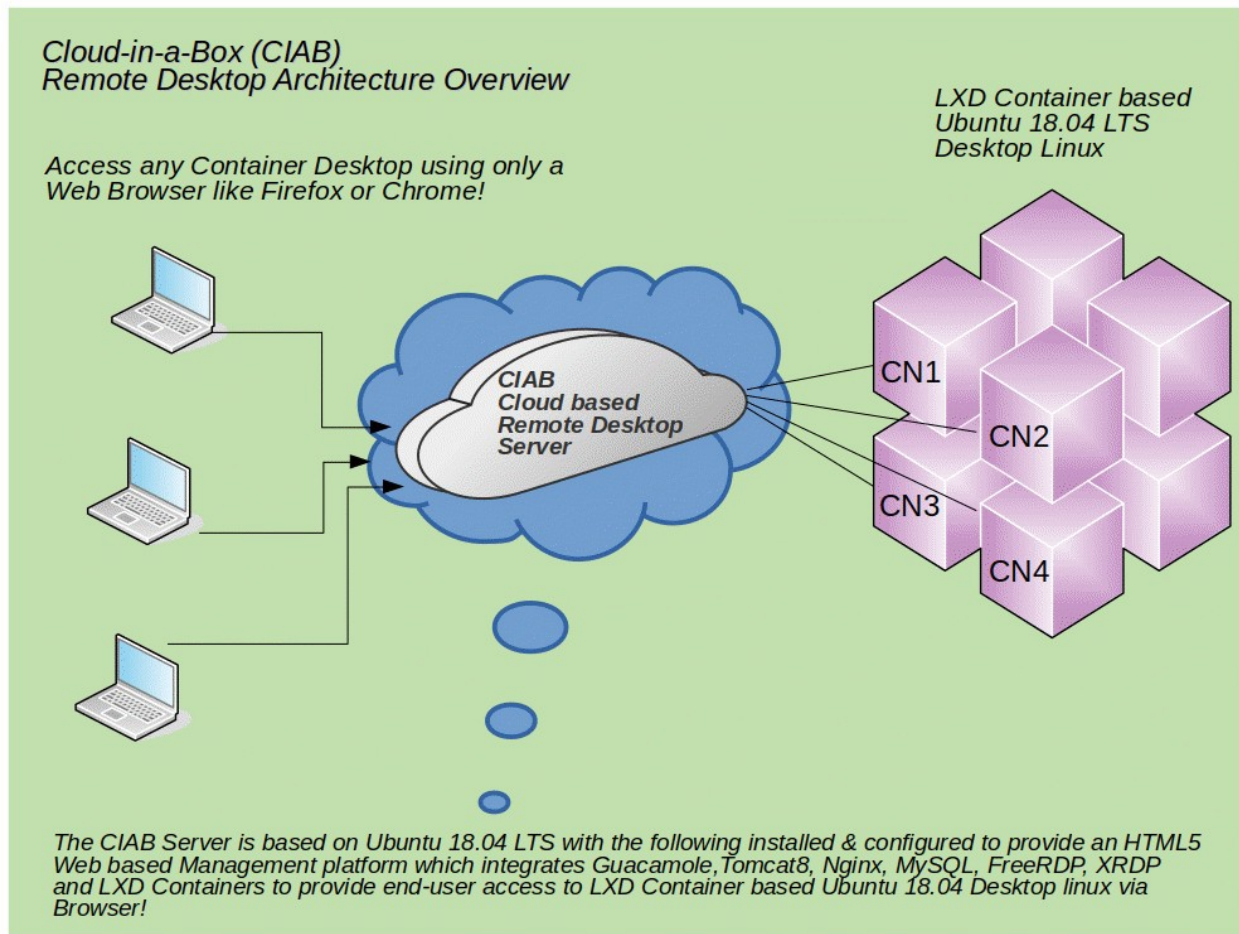 Cloud-in-a-Box (CIAB)
Remote Desktop Architecture Overview
Access any Container Desktop using only a
Web Browser like Firefox or Chrome!
LXD Container based
Ubuntu 18.04 LTS
Desktop Linux
CIAB
Cloud based
Remote Desktop
Server
CN1
CN2
CN3
CN4
The CIAB Server is based on Ubuntu 18.04 LTS with the following installed & configured to provide an HTML5
Web based Management platform which integrates Guacamole,Tomcat8, Nginx, MySQL, FreeRDP, XRDP
and LXD Containers to provide end-user access to LXD Container based Ubuntu 18.04 Desktop linux via
Browser!